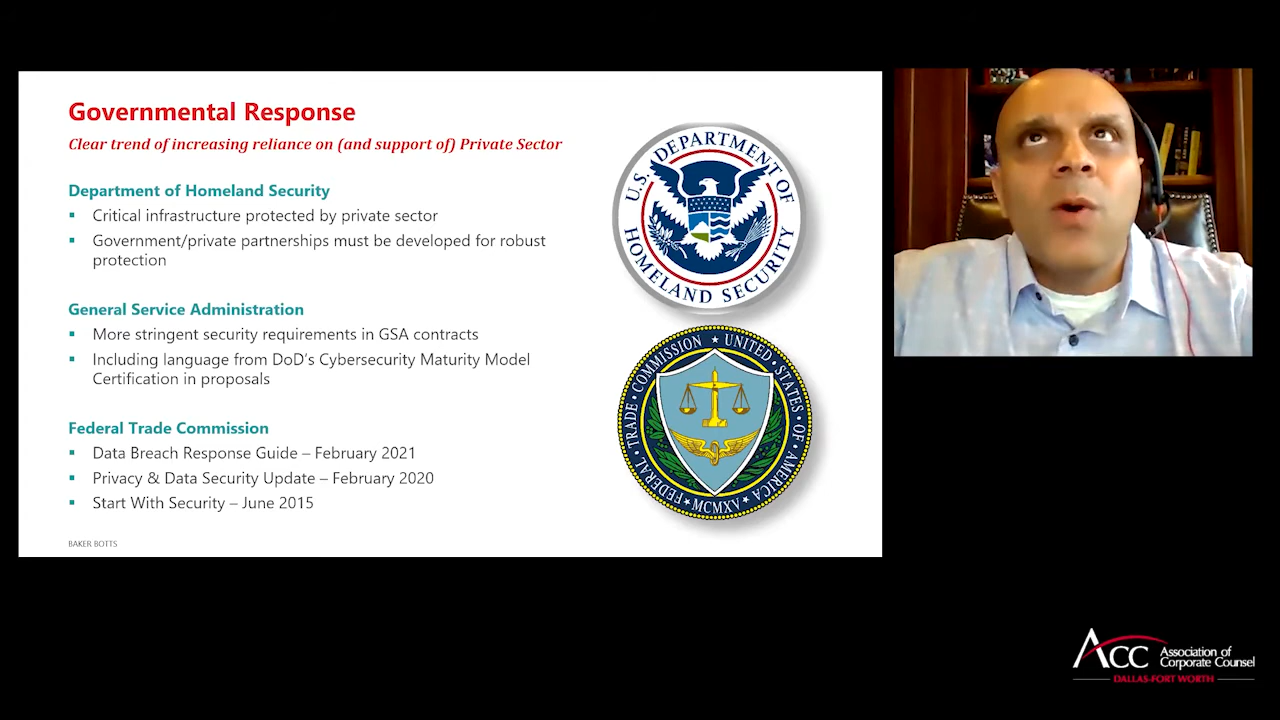 Governmental Response
Clear trend of increasing reliance on (and support of) Private Sector
Department of Homeland Security
▪ Critical infrastructure protected by private sector
▪ Government/private partnerships must be developed for robust
protection
General Service Administration
▪ More stringent security requirements in GSA contracts
▪ Including language from DoD's Cybersecurity Maturity Model
Certification in proposals
Federal Trade Commission
▪ Data Breach Response Guide – February 2021
▪ Privacy & Data Security Update – February 2020
▪ Start With Security – June 2015
BAKER BOTTS
U.S. DEPARTMENT OF
HOMELAND SECURITY
FEDERAL TRADE COMMISSION ★ UNITED STATES OF AMERICA
★ MCMXV ★
ACC Association of
Corporate Counsel
DALLAS-FORT WORTH